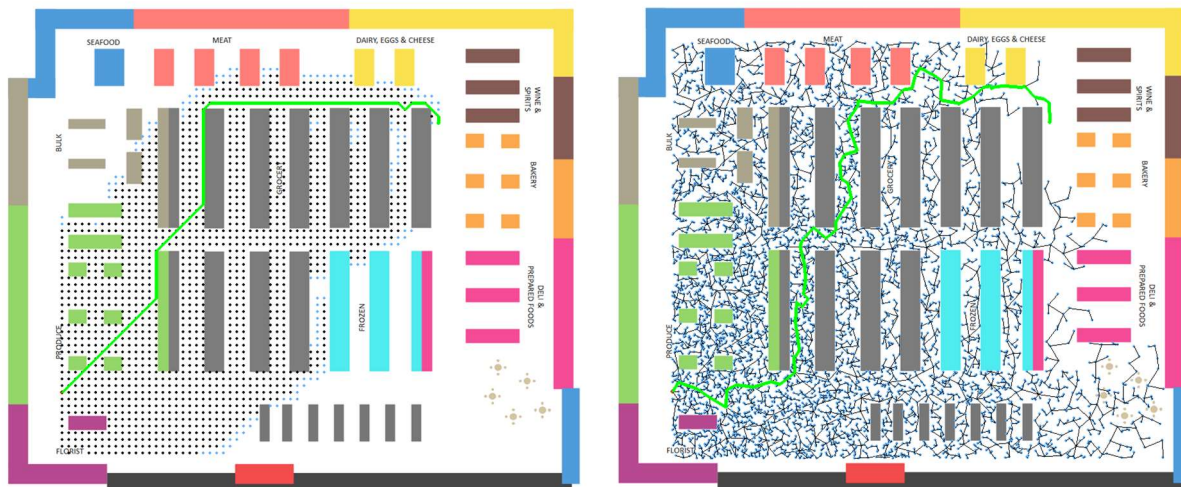 SEAFOOD
MEAT
DAIRY, EGGS & CHEESE
WINE &
SPIRITS
BULK
GROCERY
BAKERY
PRODUCE
FROZEN
DELI &
PREPARED FOODS
FLORIST
SEAFOOD
MEAT
DAIRY, EGGS & CHEESE
WINE &
SPIRITS
BULK
GROCERY
BAKERY
PRODUCE
FROZEN
DELI &
PREPARED FOODS
FLORIST